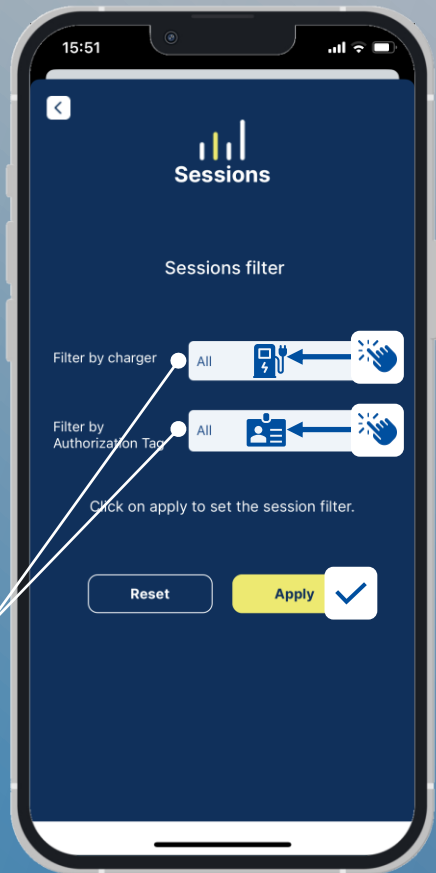 15:51
Sessions
Sessions filter
Filter by charger
All
Filter by
Authorization Tag
All
Click on apply to set the session filter.
Reset
Apply